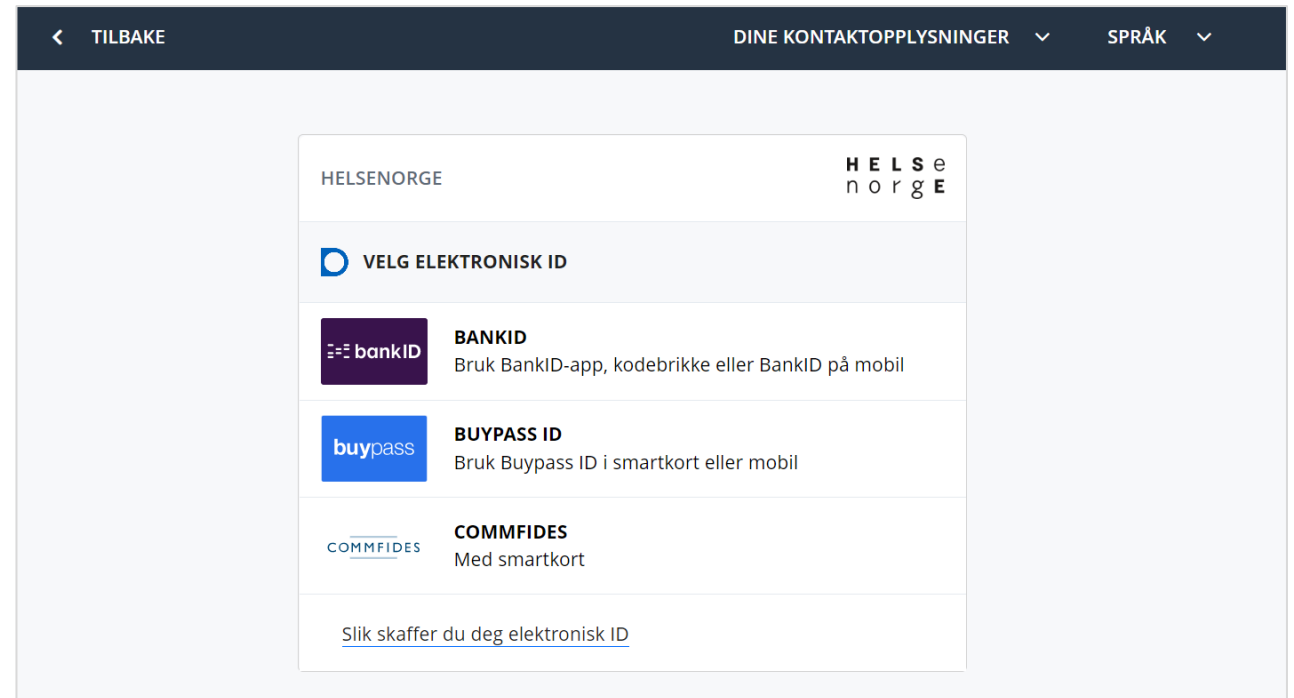 TILBAKE DINE KONTAKTOPPLYSNINGER SPRÅK
HELSENORGE
HELSe
norgE
VELG ELEKTRONISK ID
bankID
BANKID
Bruk BankID-app, kodebrikke eller BankID på mobil
buypass
BUYPASS ID
Bruk Buypass ID i smartkort eller mobil
COMMFIDES
COMMFIDES
Med smartkort
Slik skaffer du deg elektronisk ID